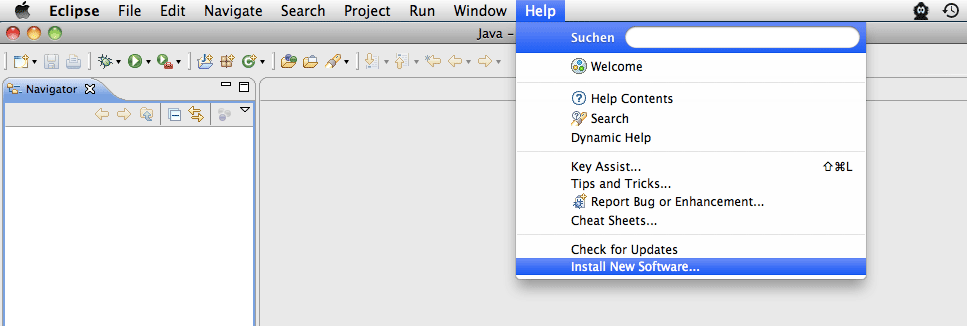 Eclipse File Edit Navigate Search Project Run Window Help
Java –
Suchen
Navigator
Welcome
Help Contents
Search
Dynamic Help
Key Assist... ⇧⌘L
Tips and Tricks...
Report Bug or Enhancement...
Cheat Sheets...
Check for Updates
Install New Software...